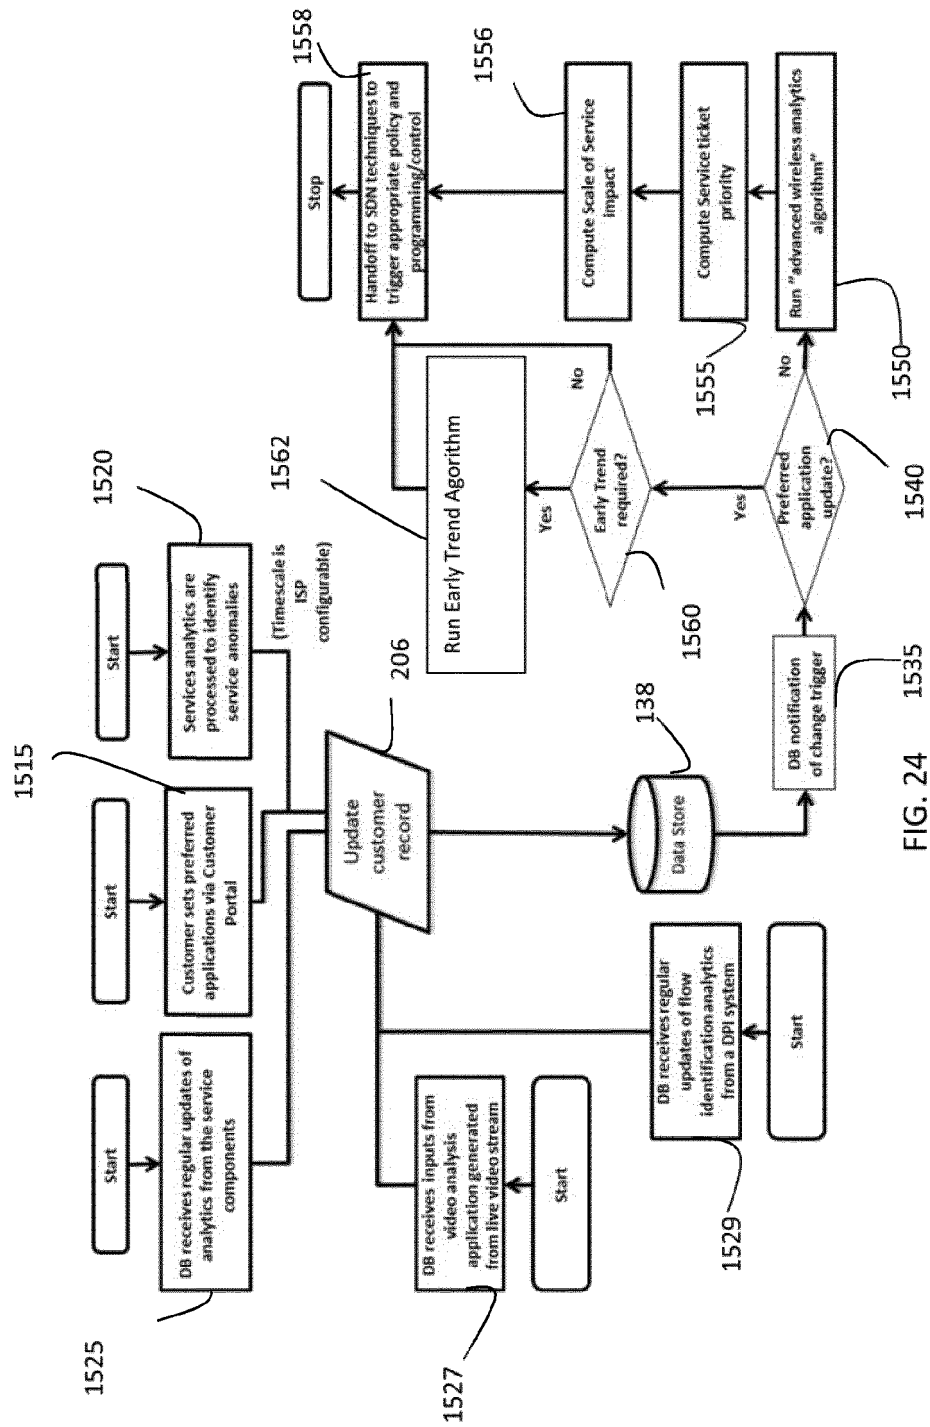 Start
DB receives regular updates of
analytics from the service
components
1525
Start
Customer sets preferred
applications via Customer
Portal
1515
Start
Services analytics are
processed to identify
service anomalies
1520
(Timescale is
ISP
configurable)
Update
customer
record
206
DB receives inputs from
video analysis
application generated
from live video stream
1527
Start
DB receives regular
updates of flow
identification analytics
from a DPI system
1529
Start
Data Store
138
DB notification
of change trigger
1535
Preferred
application
update?
1540
Yes
No
Early Trend
required?
1560
Yes
No
Run Early Trend Algorithm
1562
Run "advanced wireless analytics
algorithm"
1550
Compute Service ticket
priority
1555
Compute Scale of Service
impact
1556
Handoff to SDN techniques to
trigger appropriate policy and
programming/control
1558
Stop
FIG. 24